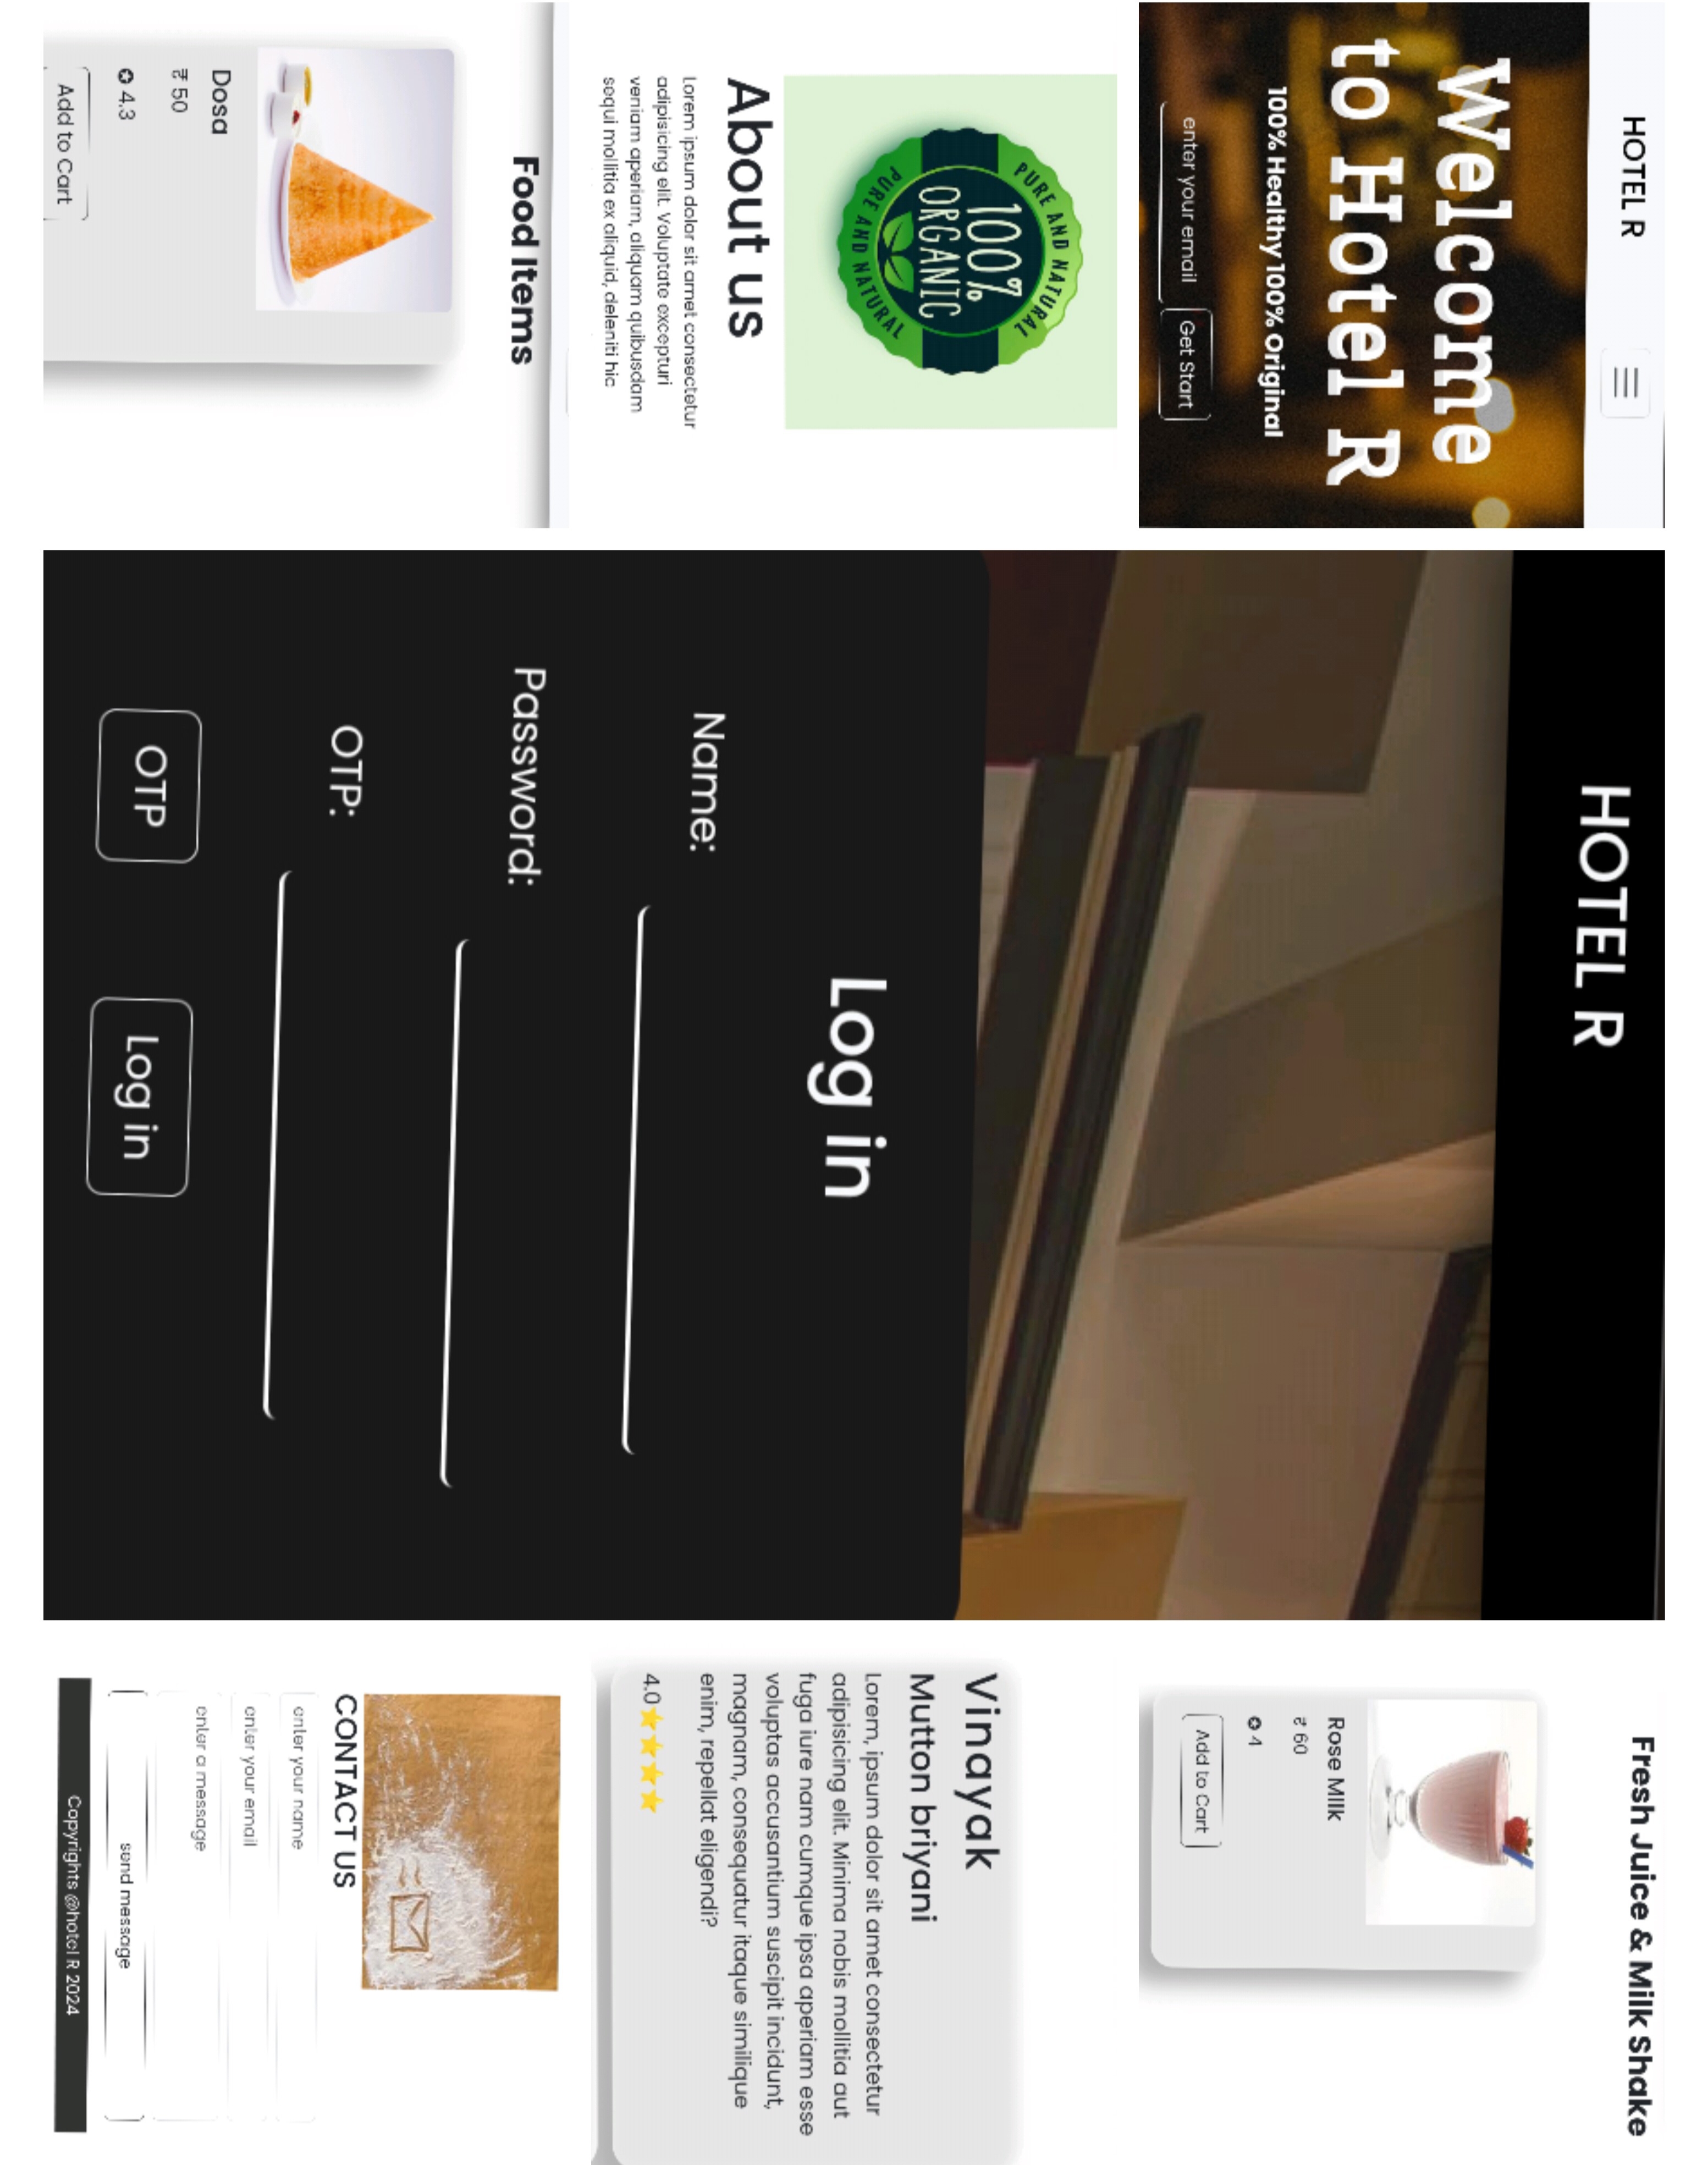 HOTEL R
Welcome
to Hotel R
100% Healthy 100% Original
enter your email
Get Start
PURE AND NATURAL
100%
ORGANIC
PURE AND NATURAL
About us
Lorem ipsum dolor sit amet consectetur
adipisicing elit. Voluptate excepturi
veniam aperiam, aliquam quibusdam
sequi mollitia ex aliquid, deleniti hic
Food Items
Dosa
₹ 50
✪ 4.3
Add to Cart
HOTEL R
Log in
Name:
Password:
OTP:
OTP
Log in
Fresh Juice & Milk Shake
Rose MIlk
₹ 60
✪ 4
Add to Cart
Vinayak
Mutton briyani
Lorem, ipsum dolor sit amet consectetur
adipisicing elit. Minima nobis mollitia aut
fuga iure nam cumque ipsa aperiam esse
voluptas accusantium suscipit incidunt,
magnam, consequatur itaque similique
enim, repellat eligendi?
4.0⭐⭐⭐⭐
CONTACT US
enter your name
enter your email
enter a message
send message
Copyrights @hotel R 2024